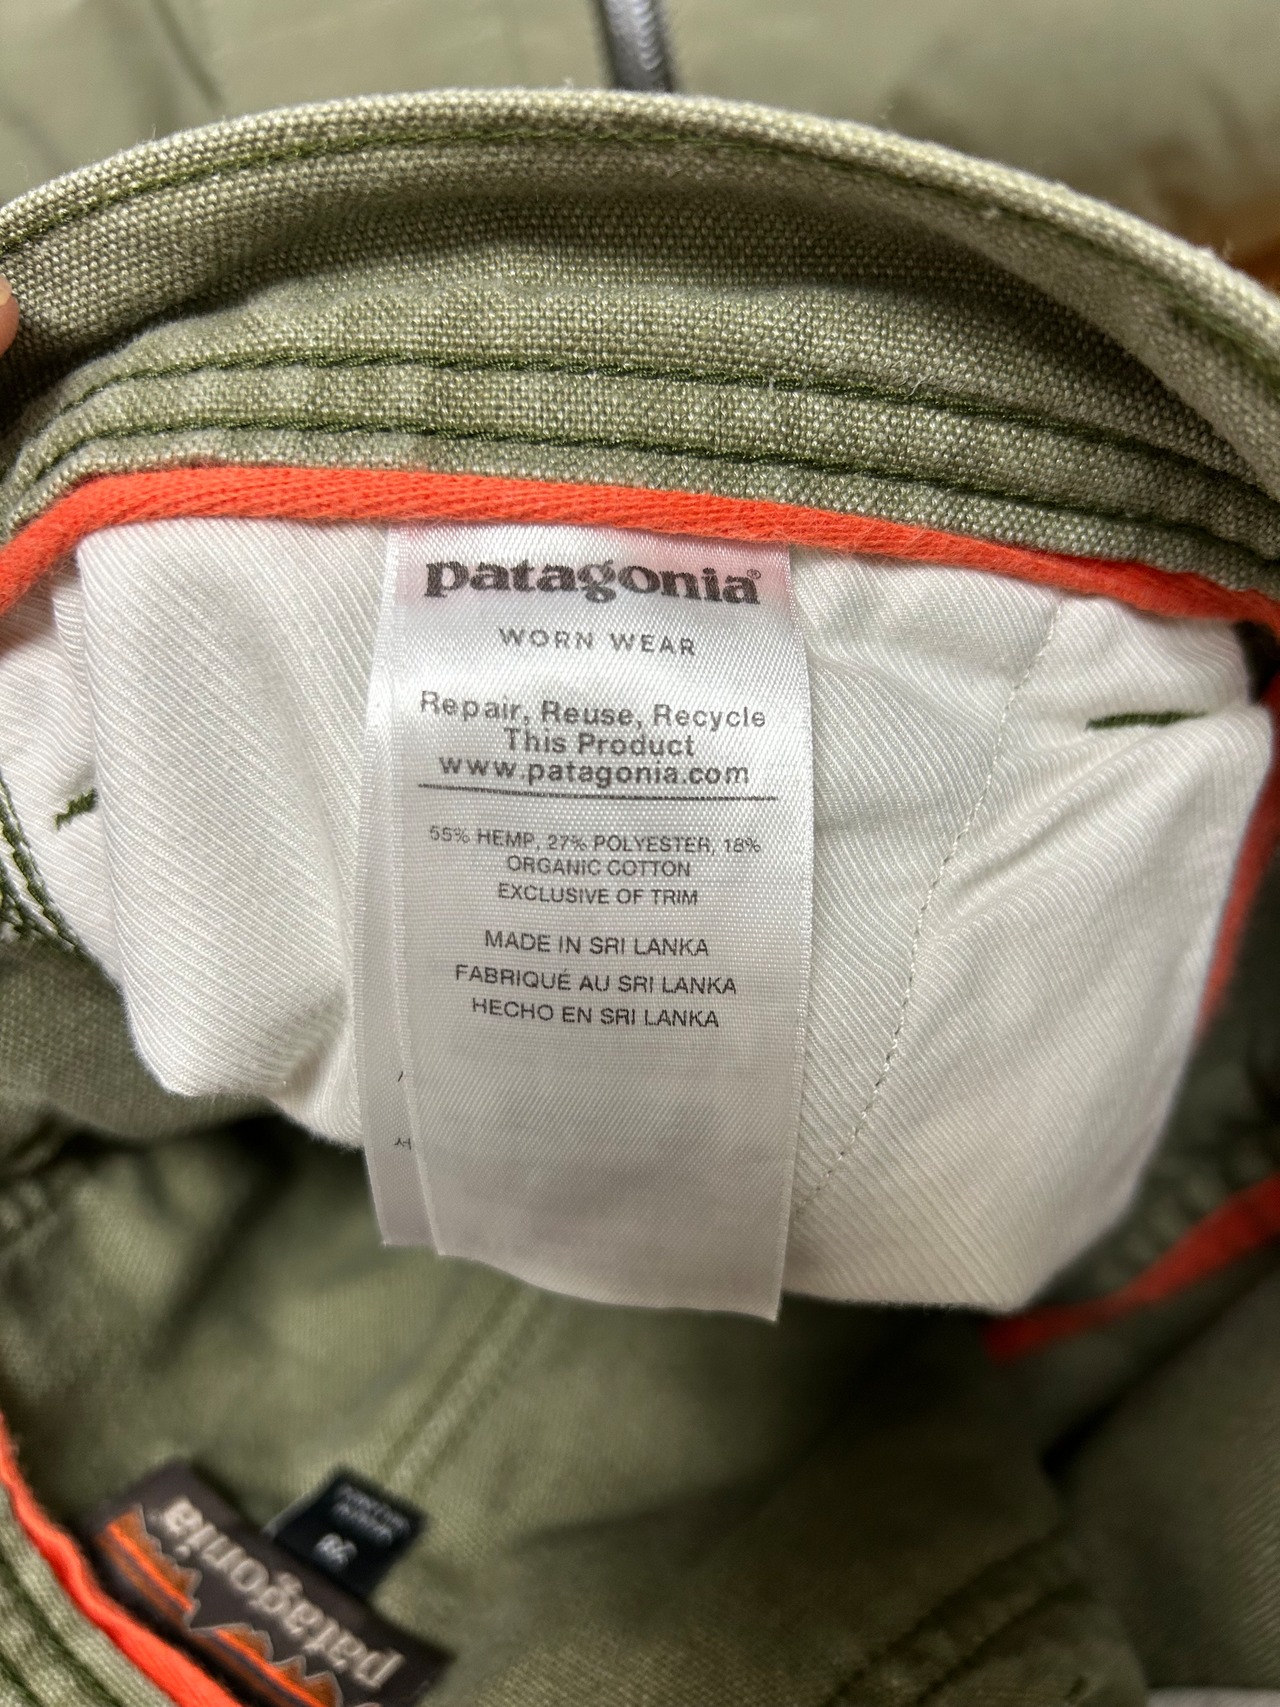 patagonia®
WORN WEAR
Repair, Reuse, Recycle
This Product
www.patagonia.com
55% HEMP, 27% POLYESTER, 18%
ORGANIC COTTON
EXCLUSIVE OF TRIM
MADE IN SRI LANKA
FABRIQUÉ AU SRI LANKA
HECHO EN SRI LANKA
patagonia